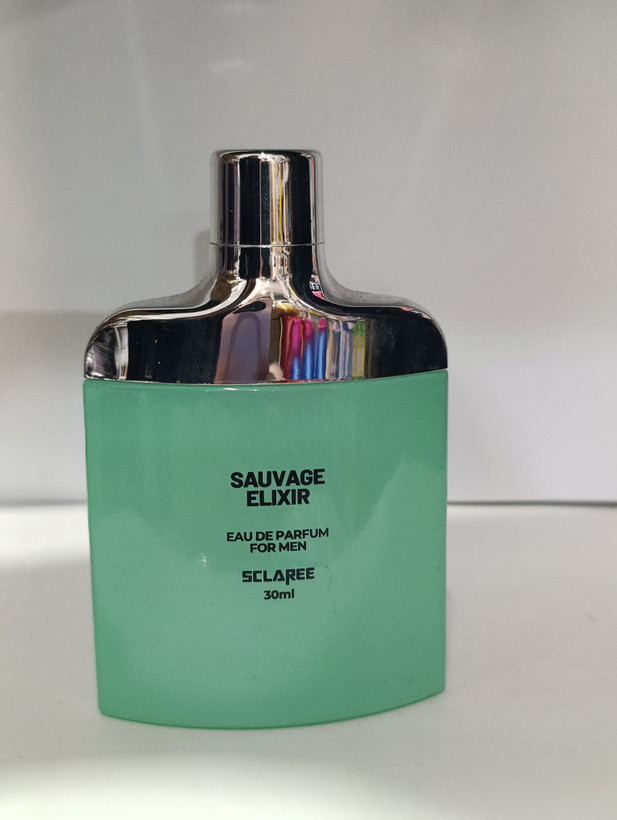 SAUVAGE
ELIXIR
EAU DE PARFUM
FOR MEN
SCLAREE
30ml